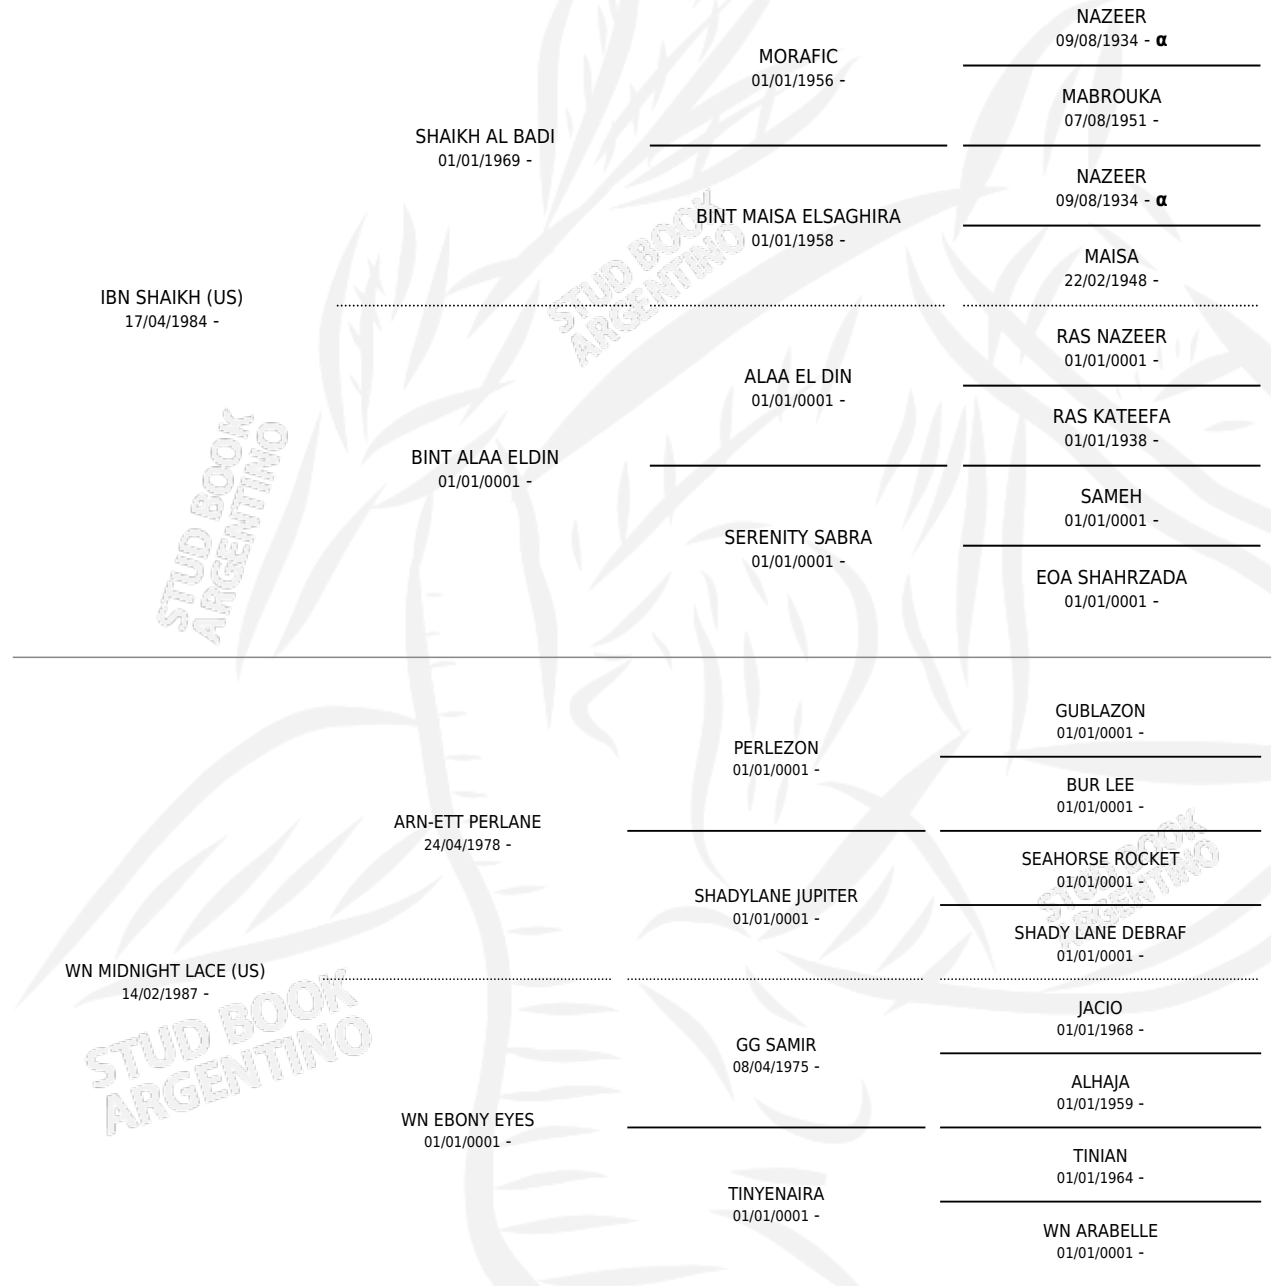 NAZEER
09/08/1934 - α
MORAFIC
01/01/1956 -
MABROUKA
07/08/1951 -
SHAIKH AL BADI
01/01/1969 -
NAZEER
09/08/1934 - α
BINT MAISA ELSAGHIRA
01/01/1958 -
MAISA
22/02/1948 -
IBN SHAIKH (US)
17/04/1984 -
RAS NAZEER
01/01/0001 -
ALAA EL DIN
01/01/0001 -
RAS KATEEFA
01/01/1938 -
BINT ALAA ELDIN
01/01/0001 -
SAMEH
01/01/0001 -
SERENITY SABRA
01/01/0001 -
EOA SHAHRZADA
01/01/0001 -
STUD BOOK
ARGENTINO
STUD BOOK
ARGENTINO
GUBLAZON
01/01/0001 -
PERLEZON
01/01/0001 -
BUR LEE
01/01/0001 -
ARN-ETT PERLANE
24/04/1978 -
SEAHORSE ROCKET
01/01/0001 -
SHADYLANE JUPITER
01/01/0001 -
SHADY LANE DEBRAF
01/01/0001 -
WN MIDNIGHT LACE (US)
14/02/1987 -
JACIO
01/01/1968 -
GG SAMIR
08/04/1975 -
ALHAJA
01/01/1959 -
WN EBONY EYES
01/01/0001 -
TINIAN
01/01/1964 -
TINYENAIRA
01/01/0001 -
WN ARABELLE
01/01/0001 -
STUD BOOK
ARGENTINO
STUD BOOK
ARGENTINO